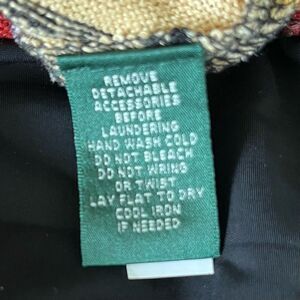 REMOVE
DETACHABLE
ACCESSORIES
BEFORE
LAUNDERING
HAND WASH COLD
DO NOT BLEACH
DO NOT WRING
OR TWIST
LAY FLAT TO DRY
COOL IRON
IF NEEDED